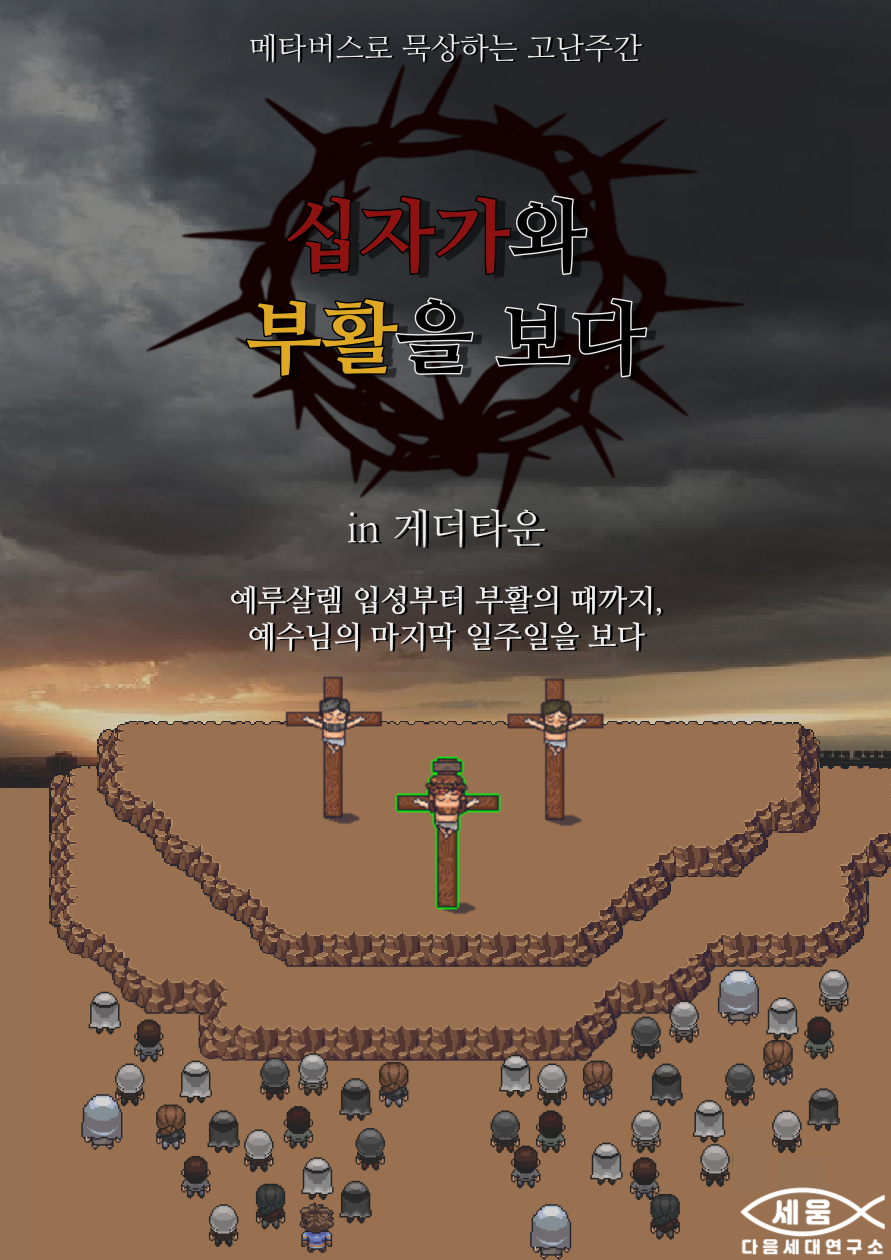 메타버스로 묵상하는 고난주간
십자가와
부활을 보다
in 게더타운
예루살렘 입성부터 부활의 때까지,
예수님의 마지막 일주일을 보다
세움
다음세대연구소